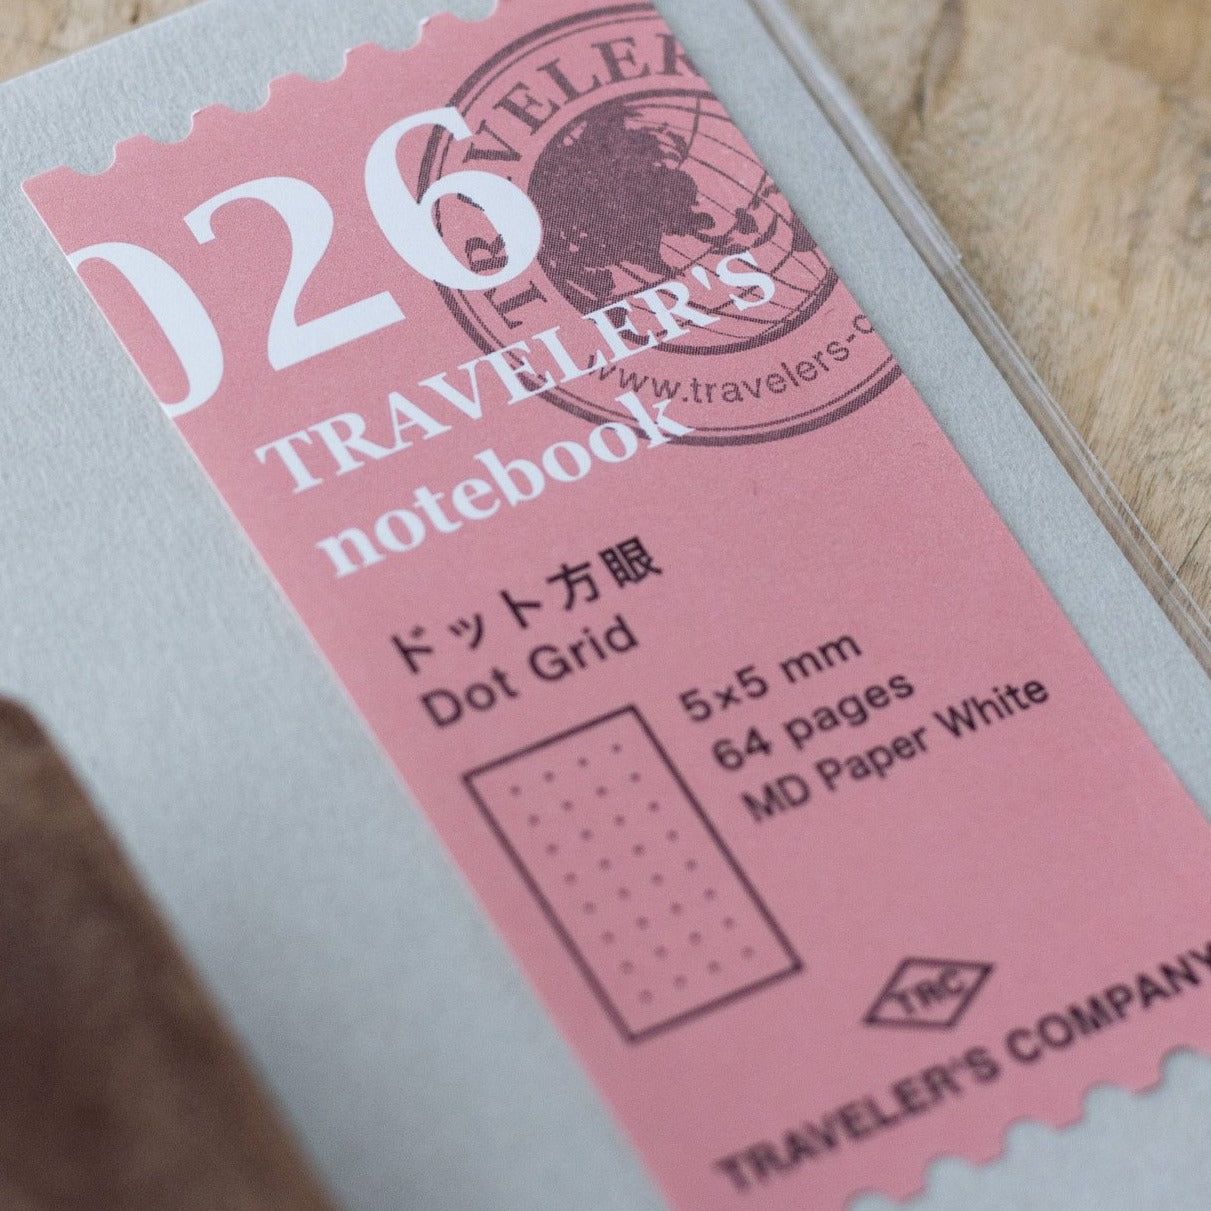 026
TRAVELER'S
www.travelers-c
TRAVELER'S
notebook
ドット方眼
Dot Grid
5×5 mm
64 pages
MD Paper White
TRC
TRAVELER'S COMPANY